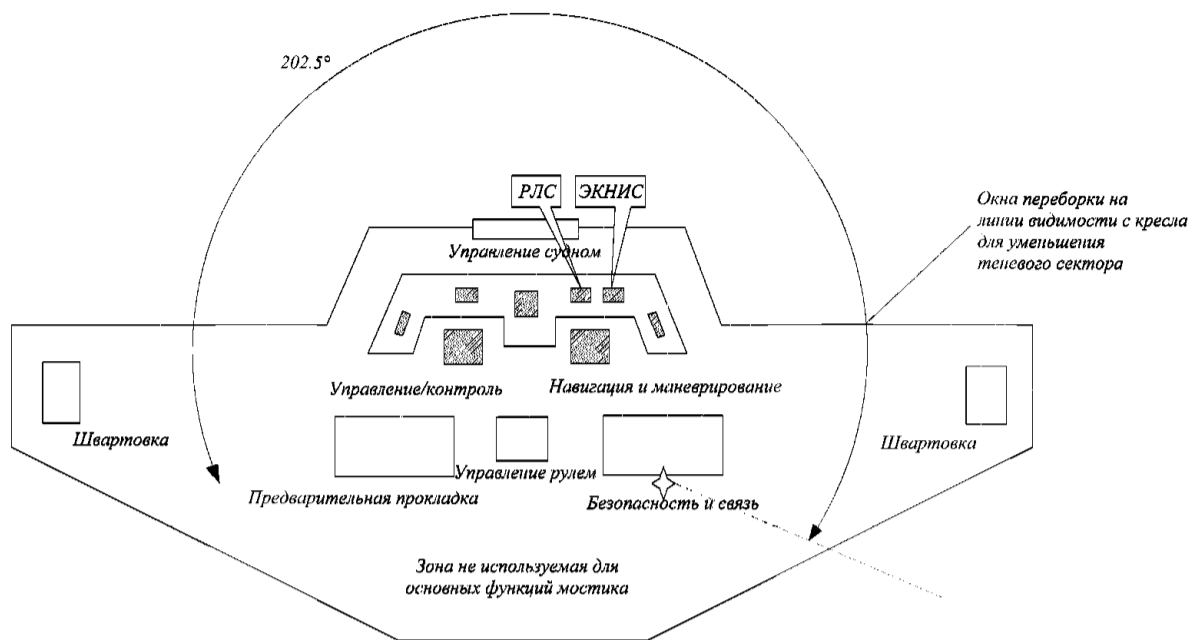 202.5°
РЛС
ЭКНИС
Окна переборки на
линии видимости с кресла
для уменьшения
теневого сектора
Управление судном
Управление/контроль
Навигация и маневрирование
Швартовка
Швартовка
Управление рулем
Предварительная прокладка
Безопасность и связь
Зона не используемая для
основных функций мостика